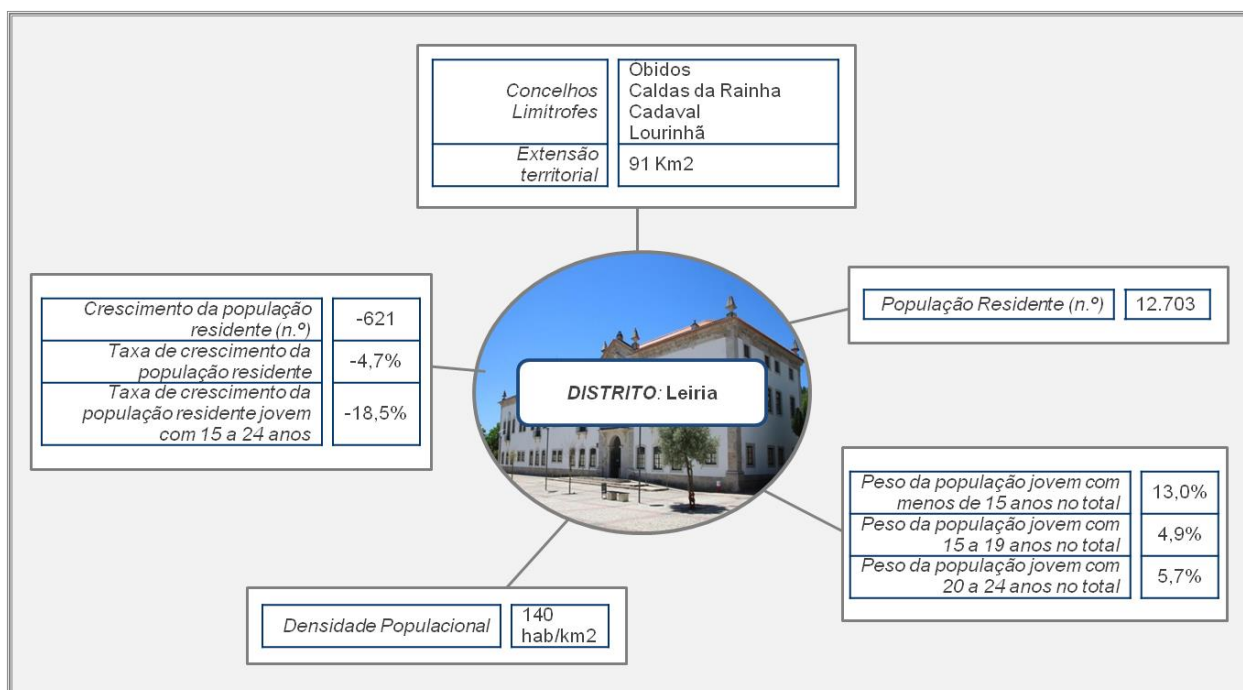 Concelhos
Limítrofes
Óbidos
Caldas da Rainha
Cadaval
Lourinhã
Extensão
territorial
91 Km2
Crescimento da população
residente (n.º)
-621
Taxa de crescimento da
população residente
-4,7%
Taxa de crescimento da
população residente jovem
com 15 a 24 anos
-18,5%
População Residente (n.º)
12.703
DISTRITO: Leiria
Peso da população jovem com
menos de 15 anos no total
13,0%
Peso da população jovem com
15 a 19 anos no total
4,9%
Peso da população jovem com
20 a 24 anos no total
5,7%
Densidade Populacional
140
hab/km2